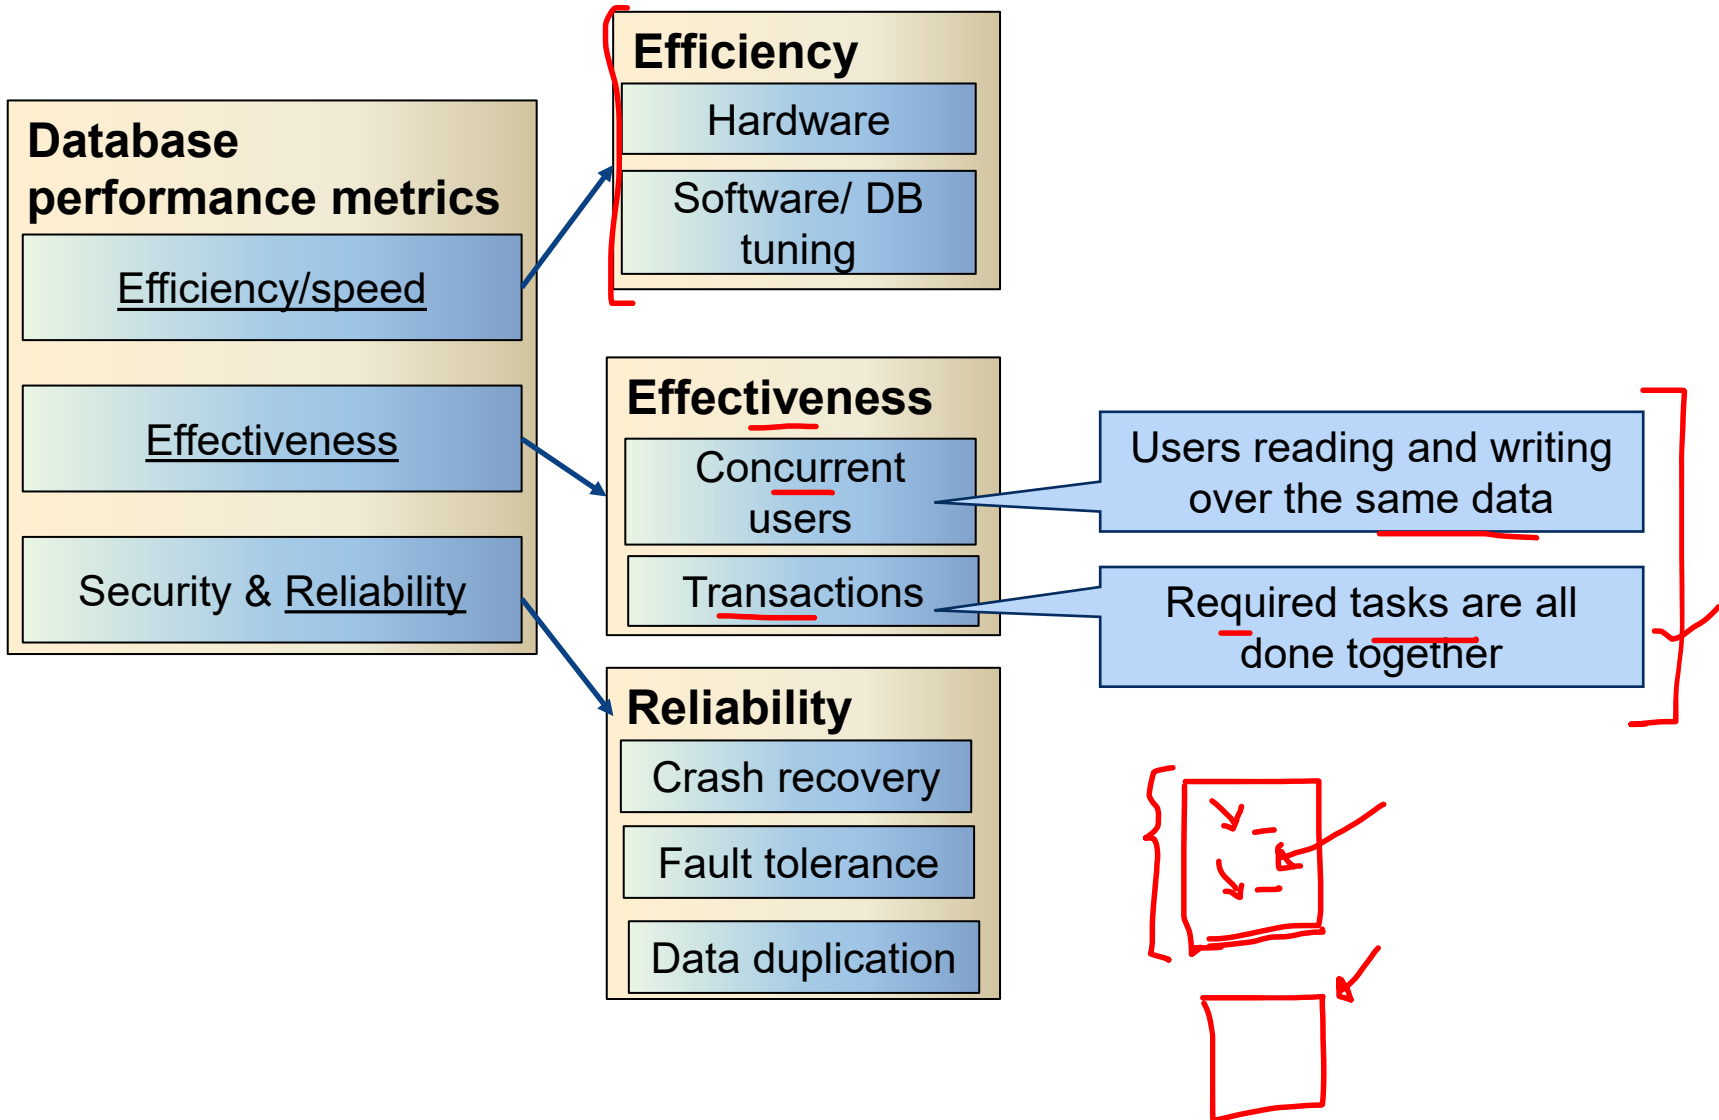 Database
performance metrics
Efficiency/speed
Effectiveness
Security & Reliability
Efficiency
Hardware
Software/ DB
tuning
Effectiveness
Concurrent
users
Transactions
Users reading and writing
over the same data
Required tasks are all
done together
Reliability
Crash recovery
Fault tolerance
Data duplication